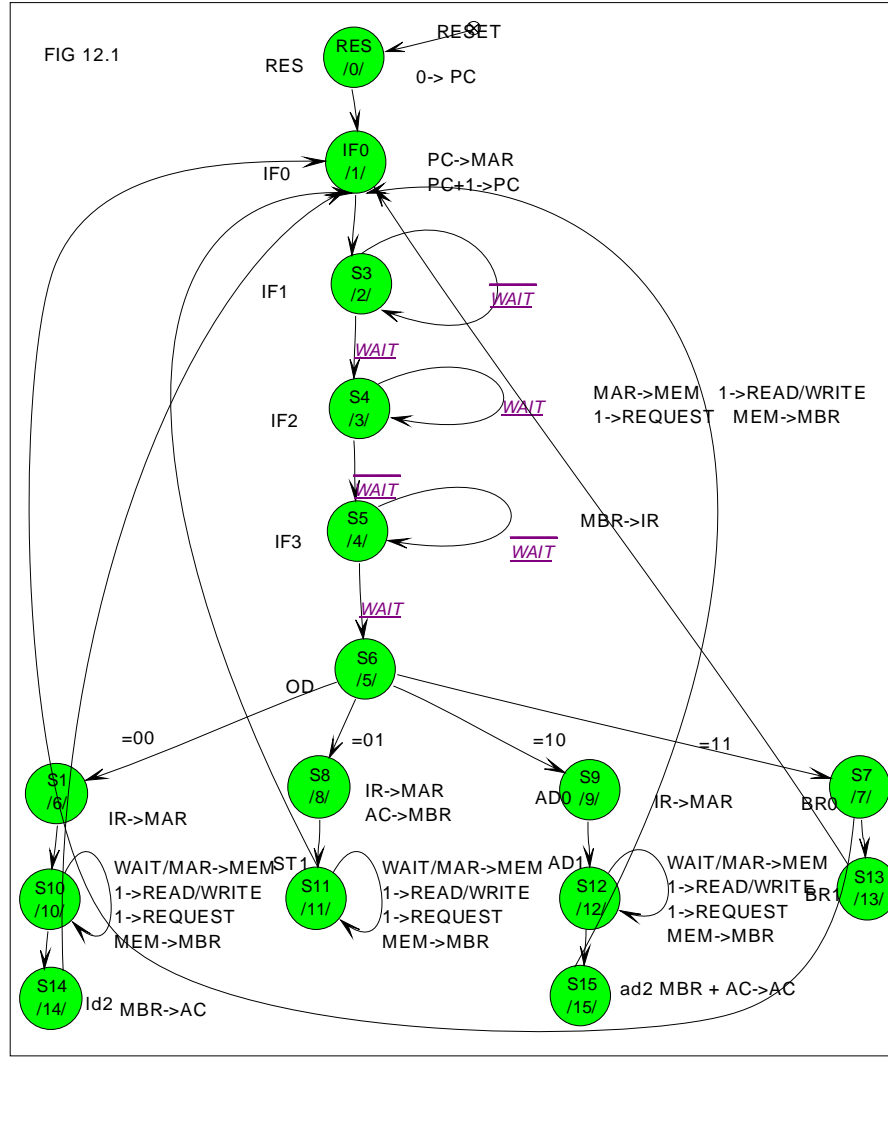 RESET
FIG 12.1
RES
/0/
RES
0-> PC
IF0
/1/
IF0
PC->MAR
PC+1->PC
S3
/2/
IF1
WAIT
WAIT
S4
/3/
IF2
WAIT
MAR->MEM 1->READ/WRITE
1->REQUEST MEM->MBR
WAIT
S5
/4/
IF3
WAIT
MBR->IR
WAIT
S6
/5/
OD
=00
=01
=10
=11
S1
/6/
IR->MAR
S8
/8/
IR->MAR
AC->MBR
S9
/9/
AD0
IR->MAR
S7
/7/
BR0
S10
/10/
WAIT/MAR->MEM
1->READ/WRITE
1->REQUEST
MEM->MBR
ST1
S11
/11/
WAIT/MAR->MEM
1->READ/WRITE
1->REQUEST
MEM->MBR
AD1
S12
/12/
WAIT/MAR->MEM
1->READ/WRITE
1->REQUEST
MEM->MBR
BR1
S13
/13/
S14
/14/
ld2 MBR->AC
S15
/15/
ad2 MBR + AC->AC